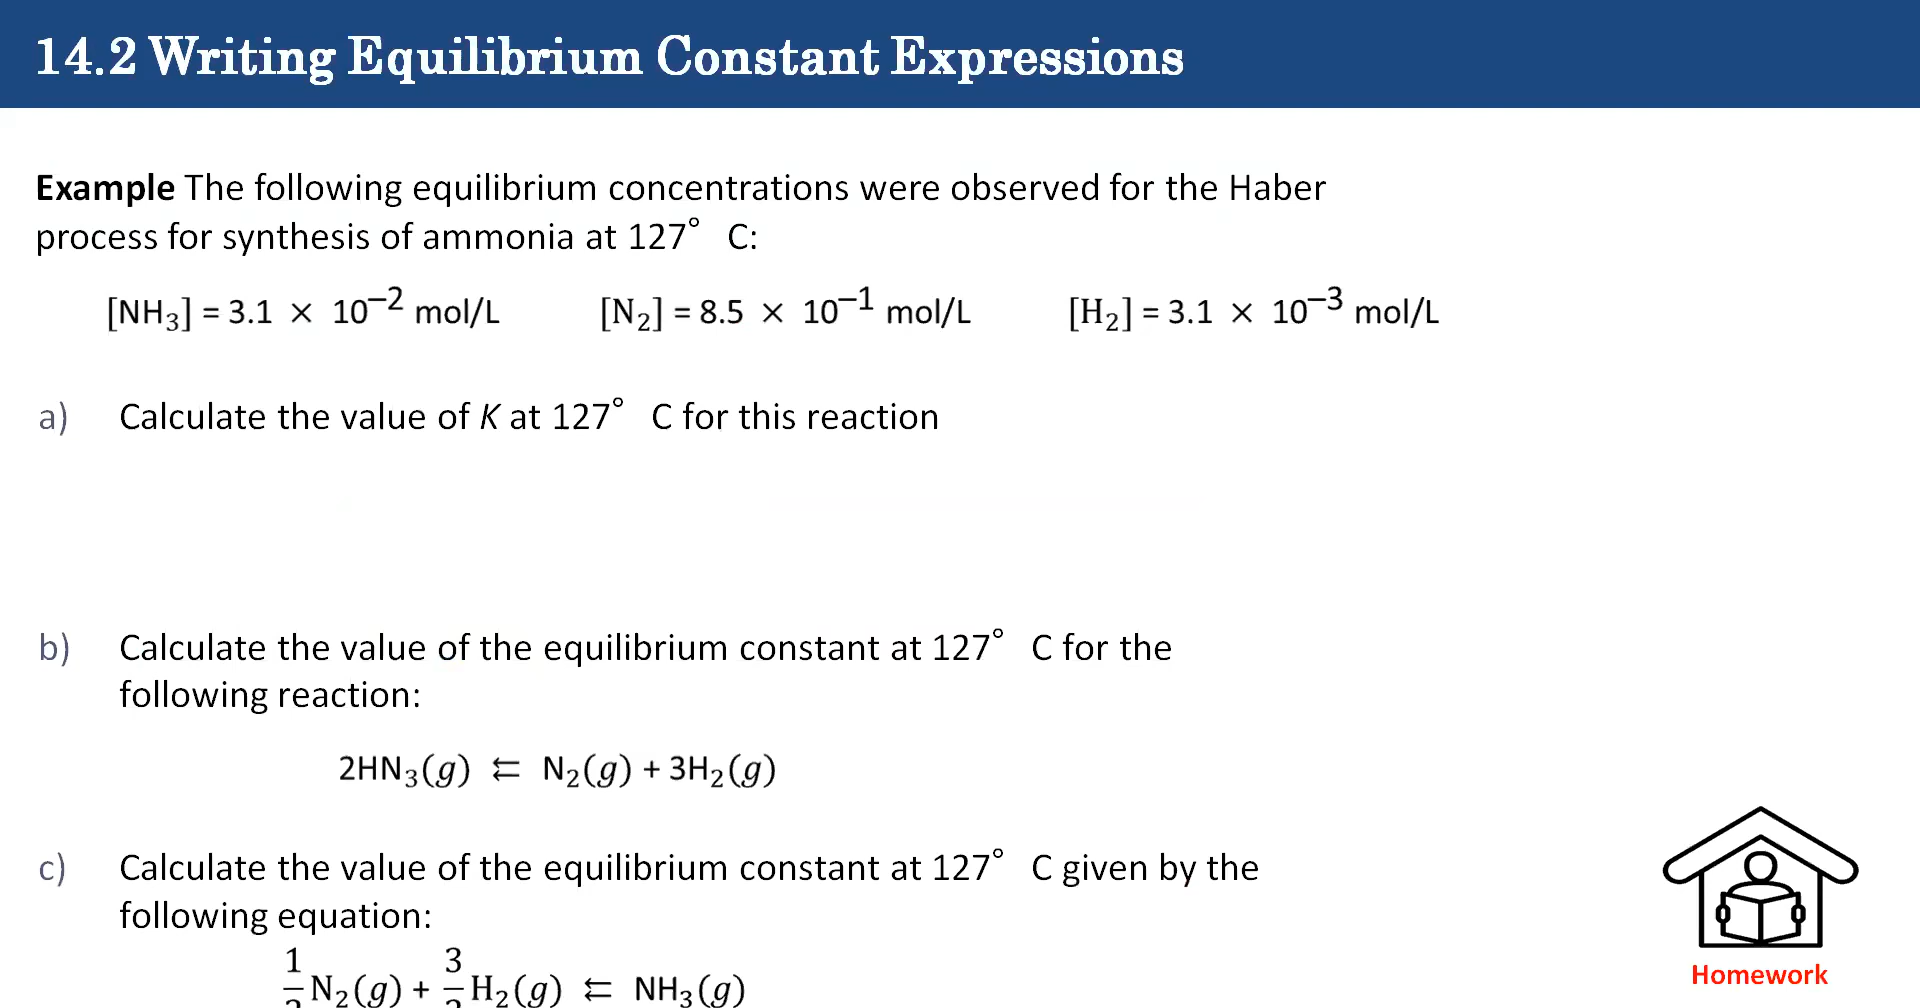 14.2 Writing Equilibrium Constant Expressions
Example The following equilibrium concentrations were observed for the Haber
process for synthesis of ammonia at 127° C:
[NH₃] = 3.1 × 10⁻² mol/L [N₂] = 8.5 × 10⁻¹ mol/L [H₂] = 3.1 × 10⁻³ mol/L
a) Calculate the value of K at 127° C for this reaction
b) Calculate the value of the equilibrium constant at 127° C for the
following reaction:
2HN₃(g) ⇇ N₂(g) + 3H₂(g)
c) Calculate the value of the equilibrium constant at 127° C given by the
following equation:
1/2 N₂(g) + 3/2 H₂(g) ⇇ NH₃(g)
Homework